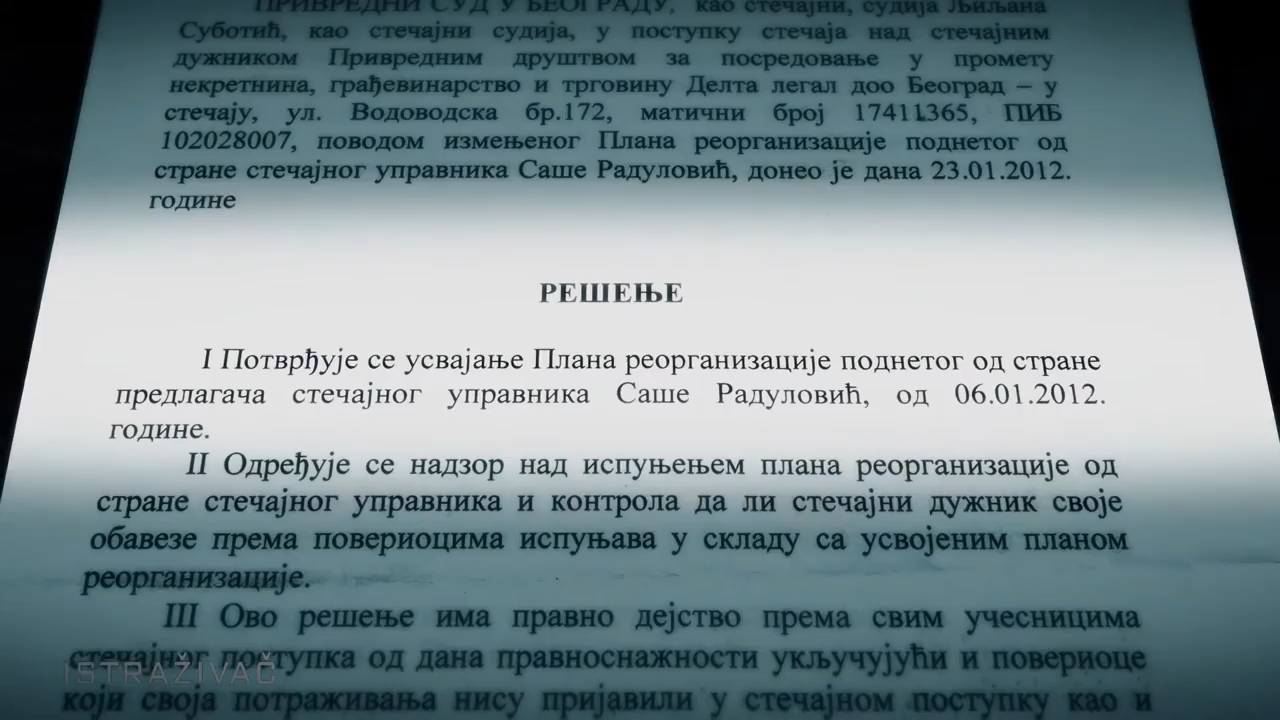 ПРИВРЕДНИ СУД У БЕОГРАДУ, као стечајни, судија Љиљана
Суботић, као стечајни судија, у поступку стечаја над стечајним
дужником Привредним друштвом за посредовање у промету
некретнина, грађевинарство и трговину Делта легал доо Београд – у
стечају, ул. Водоводска бр.172, матични број 17411365, ПИБ
102028007, поводом измењеног Плана реорганизације поднетог од
стране стечајног управника Саше Радуловић, донео је дана 23.01.2012.
године
РЕШЕЊЕ
I Потврђује се усвајање Плана реорганизације поднетог од стране
предлагача стечајног управника Саше Радуловић, од 06.01.2012.
године.
II Одређује се надзор над испуњењем плана реорганизације од
стране стечајног управника и контрола да ли стечајни дужник своје
обавезе према повериоцима испуњава у складу са усвојеним планом
реорганизације.
III Ово решење има правно дејство према свим учесницима
стечајног поступка од дана правоснажности укључујући и повериоце
који своја потраживања нису пријавили у стечајном поступку као и
ISTRAŽIVAČ